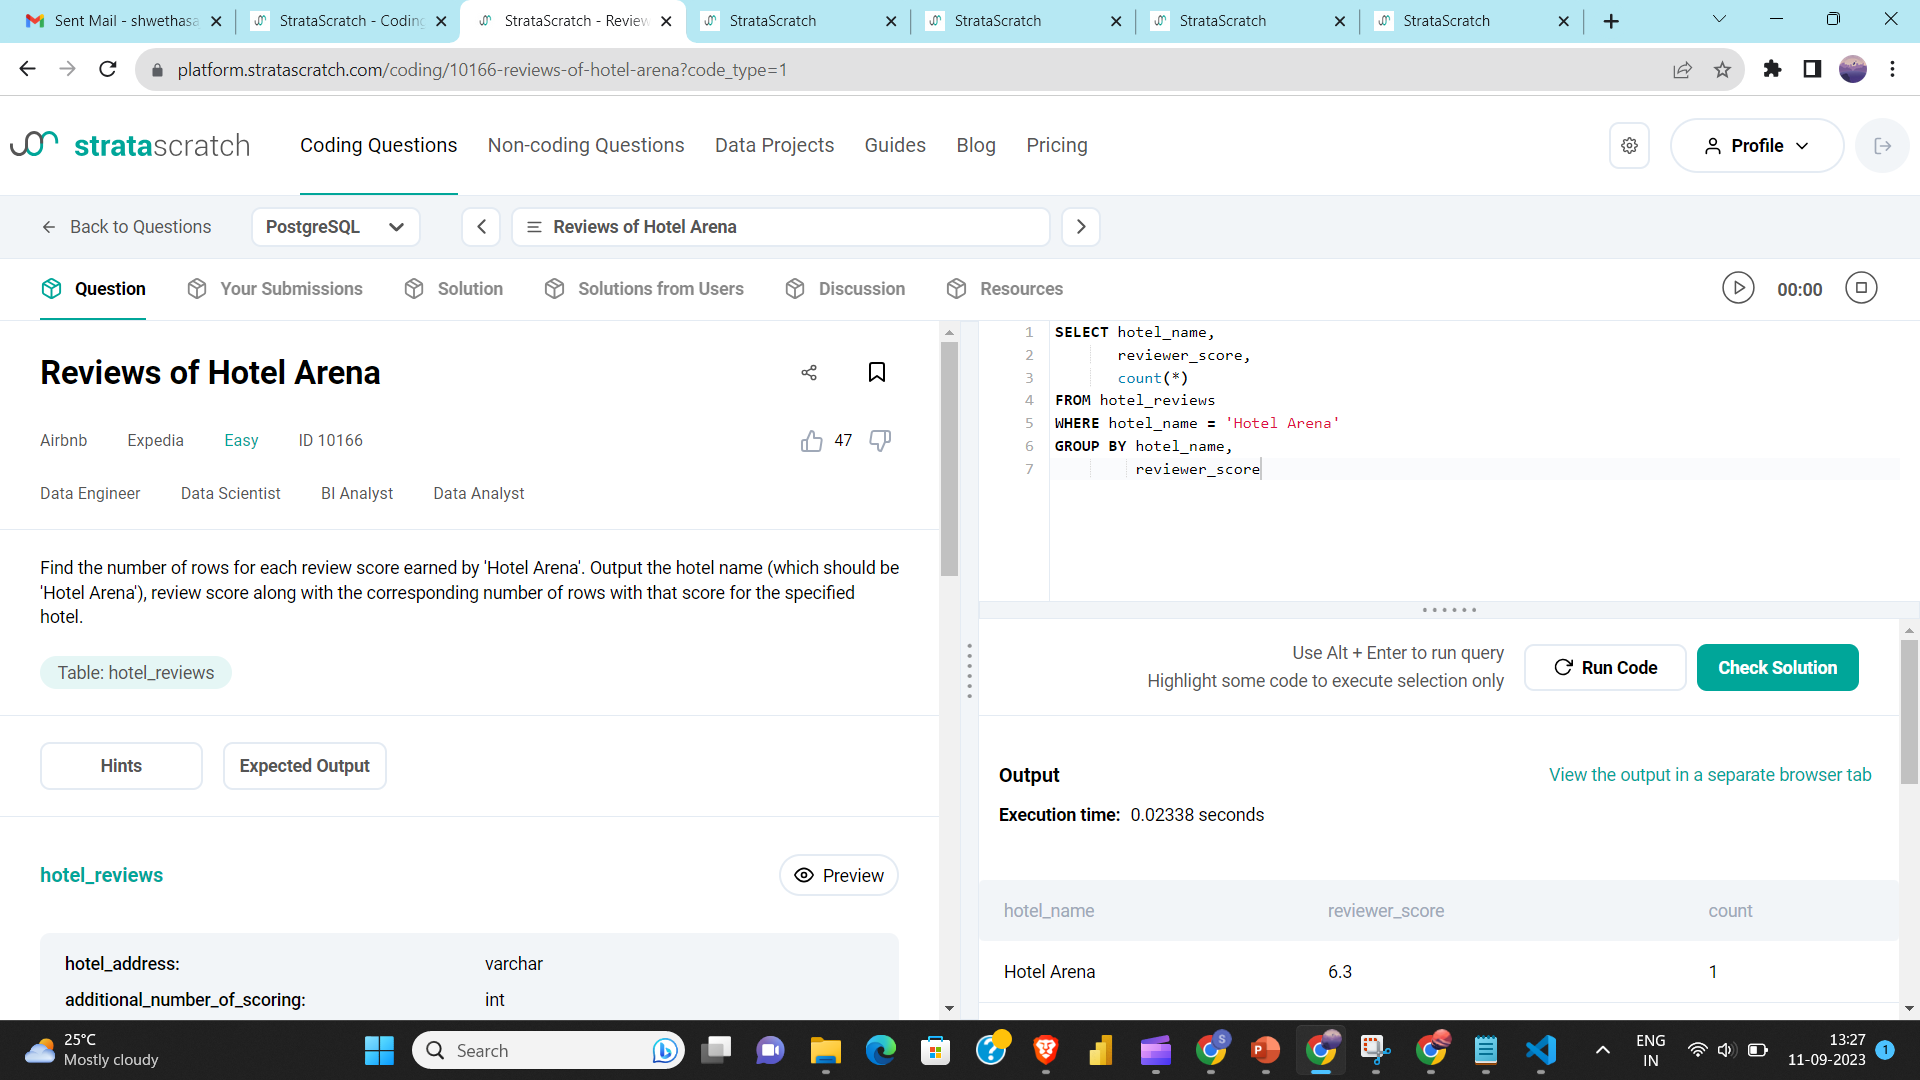 Sent Mail - shwethasa
StrataScratch - Coding
StrataScratch - Review
StrataScratch
StrataScratch
StrataScratch
StrataScratch
platform.stratascratch.com/coding/10166-reviews-of-hotel-arena?code_type=1
stratascratch
Coding Questions
Non-coding Questions
Data Projects
Guides
Blog
Pricing
Profile
Back to Questions
PostgreSQL
Reviews of Hotel Arena
Question
Your Submissions
Solution
Solutions from Users
Discussion
Resources
00:00
Reviews of Hotel Arena
Airbnb
Expedia
Easy
ID 10166
47
Data Engineer
Data Scientist
BI Analyst
Data Analyst
Find the number of rows for each review score earned by 'Hotel Arena'. Output the hotel name (which should be
'Hotel Arena'), review score along with the corresponding number of rows with that score for the specified
hotel.
Table: hotel_reviews
Hints
Expected Output
hotel_reviews
Preview
hotel_address: varchar
additional_number_of_scoring: int
1 SELECT hotel_name,
2 reviewer_score,
3 count(*)
4 FROM hotel_reviews
5 WHERE hotel_name = 'Hotel Arena'
6 GROUP BY hotel_name,
7 reviewer_score
Use Alt + Enter to run query
Highlight some code to execute selection only
Run Code
Check Solution
Output
View the output in a separate browser tab
Execution time: 0.02338 seconds
hotel_name reviewer_score count
Hotel Arena 6.3 1
25°C
Mostly cloudy
Search
ENG
IN
13:27
11-09-2023
1